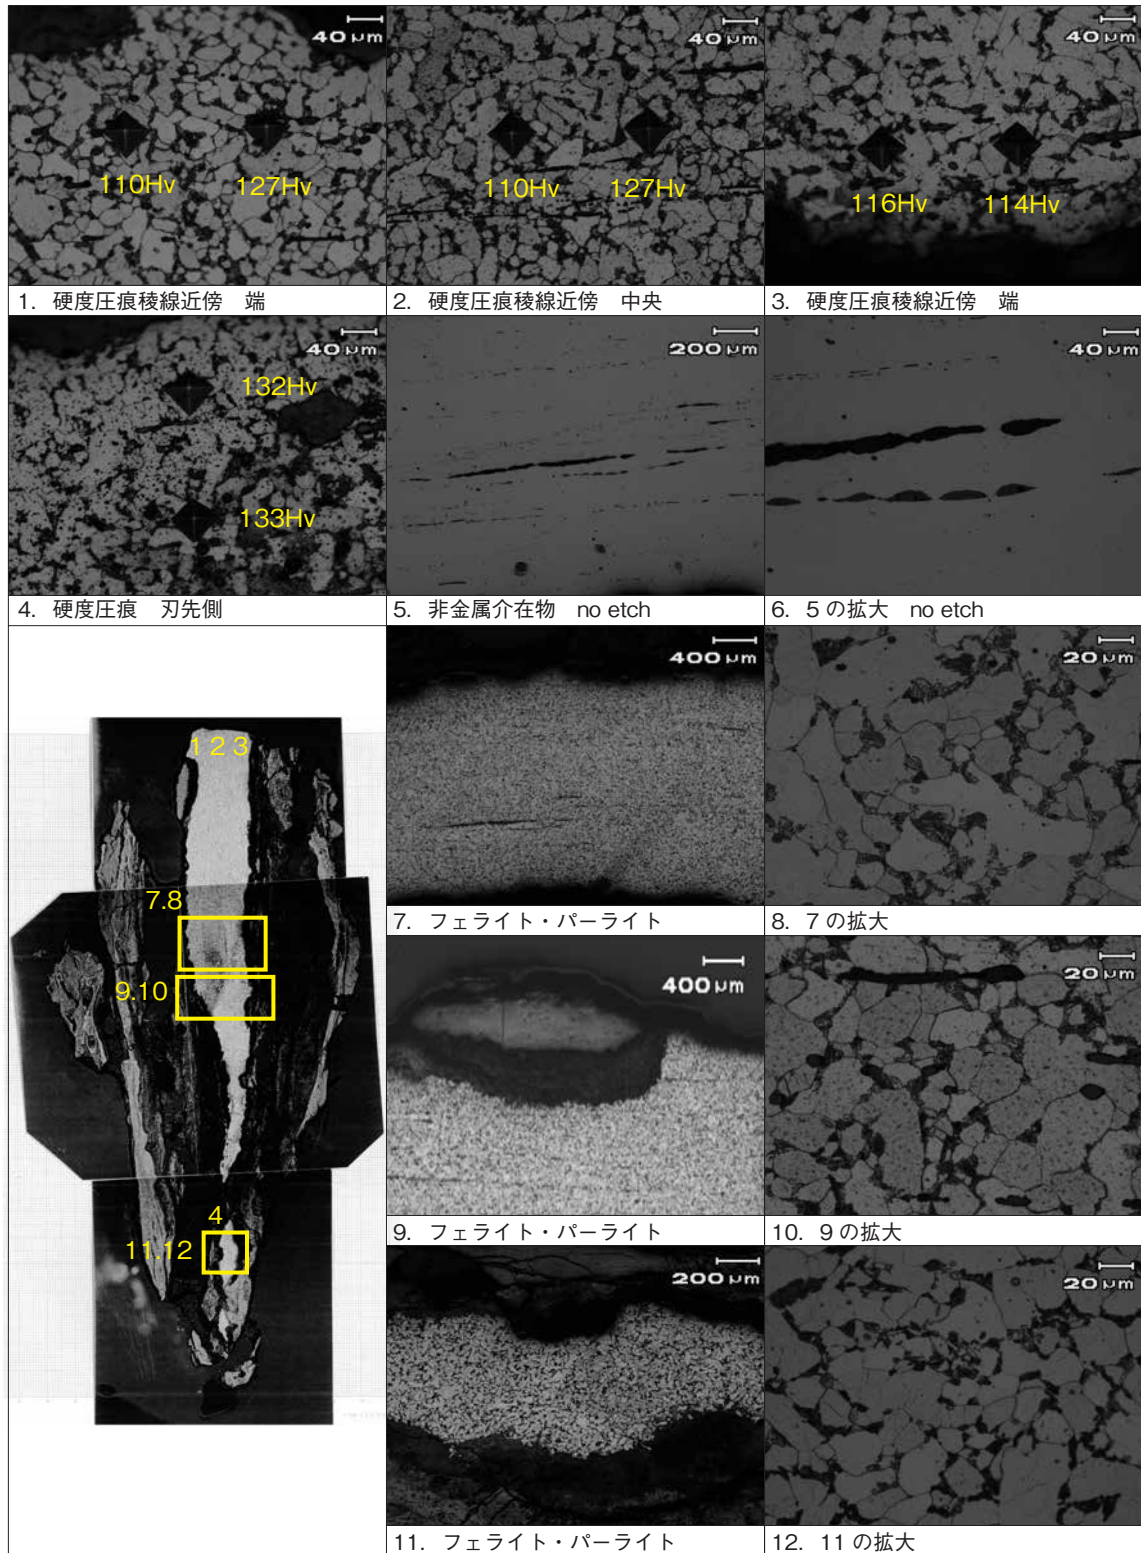 40 μm
110Hv 127Hv
1. 硬度圧痕稜線近傍 端
40 μm
110Hv 127Hv
2. 硬度圧痕稜線近傍 中央
40 μm
116Hv 114Hv
3. 硬度圧痕稜線近傍 端
40 μm
132Hv
133Hv
4. 硬度圧痕 刃先側
200 μm
5. 非金属介在物 no etch
40 μm
6. 5の拡大 no etch
1 2 3
7.8
9.10
4
11.12
400 μm
7. フェライト・パーライト
20 μm
8. 7の拡大
400 μm
9. フェライト・パーライト
20 μm
10. 9の拡大
200 μm
11. フェライト・パーライト
20 μm
12. 11の拡大